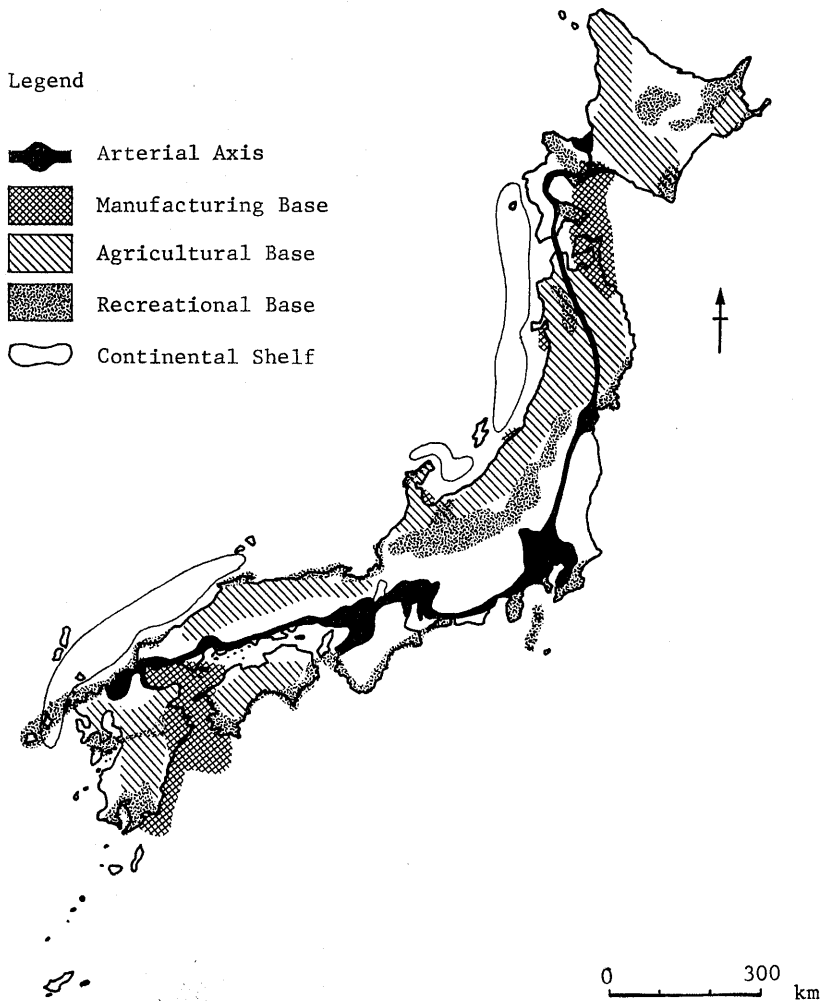 Legend
Arterial Axis
Manufacturing Base
Agricultural Base
Recreational Base
Continental Shelf
0 300
km